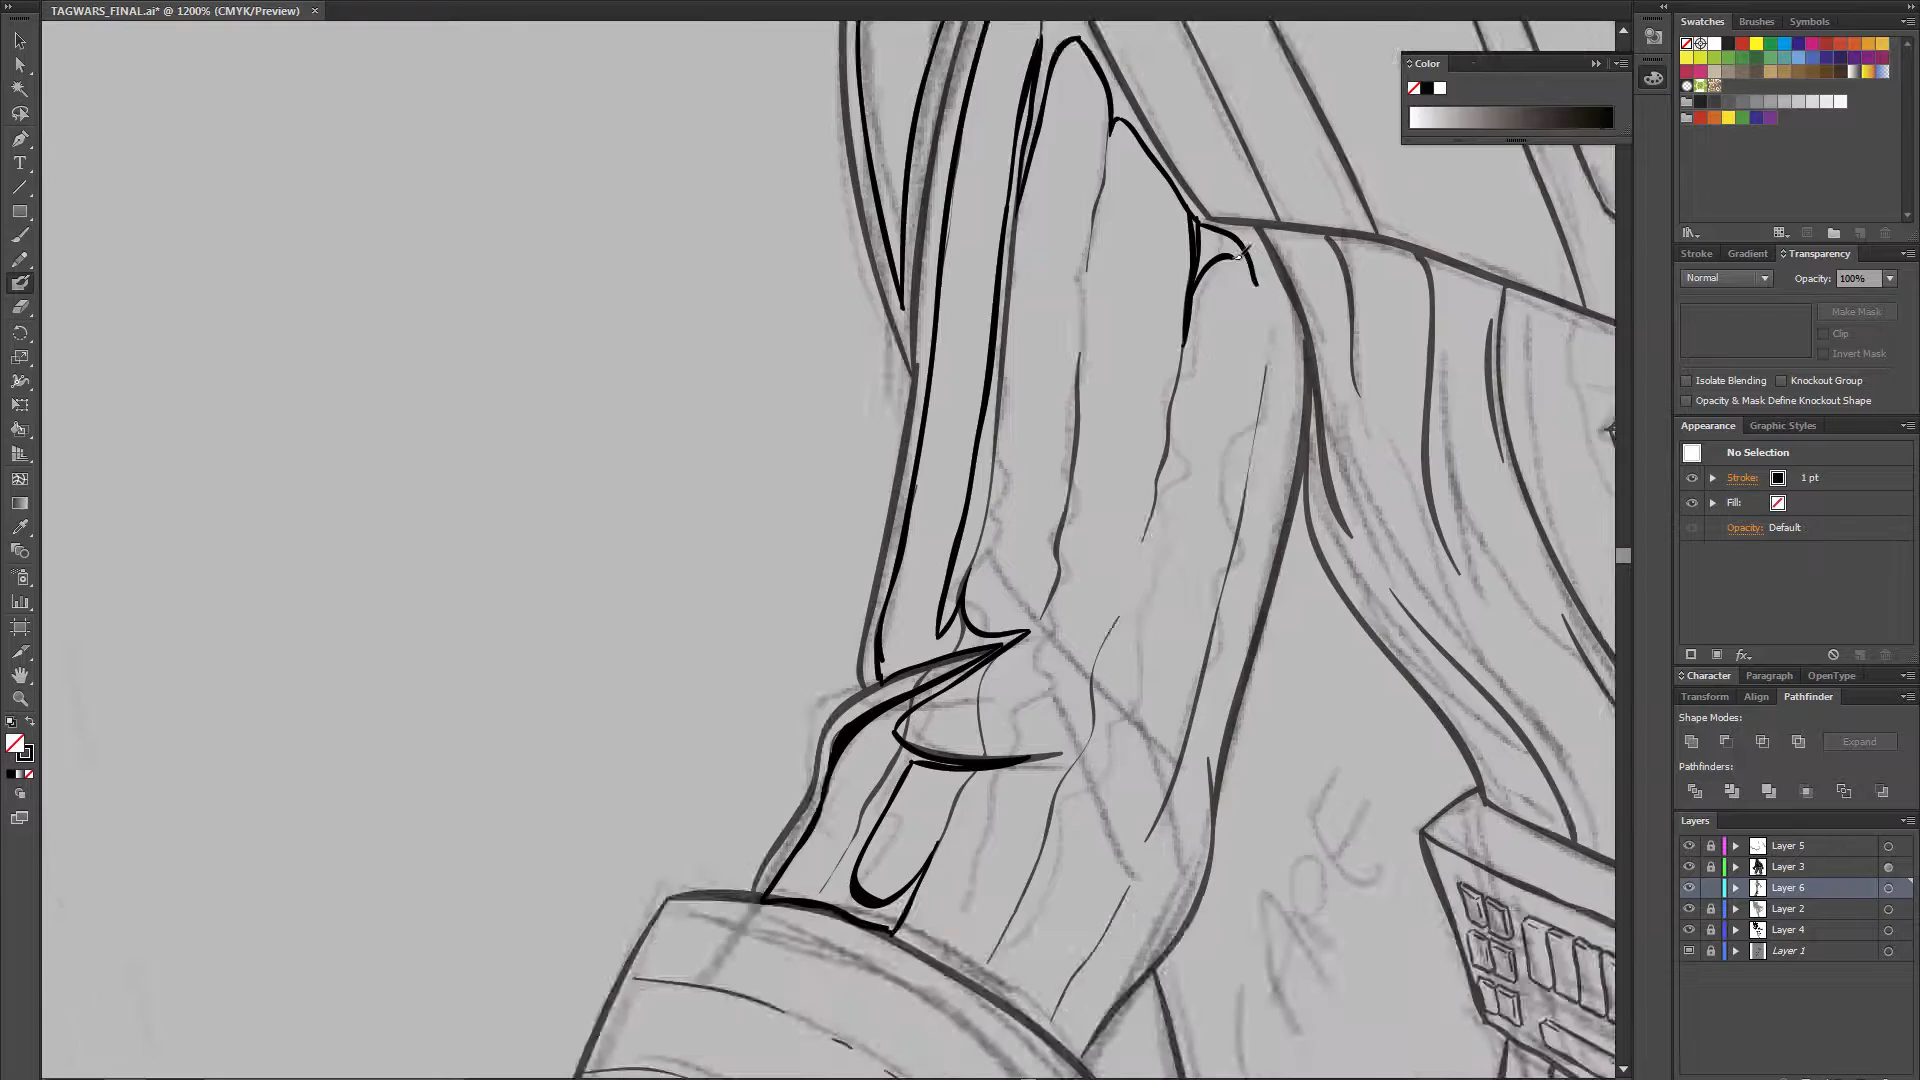 TAGWARS_FINAL.ai* @ 1200% (CMYK/Preview)
Color
Swatches Brushes Symbols
Stroke Gradient Transparency
Normal Opacity: 100%
Make Mask
Clip
Invert Mask
Isolate Blending Knockout Group
Opacity & Mask Define Knockout Shape
Appearance Graphic Styles
No Selection
Stroke: 1 pt
Fill:
Opacity: Default
fx
Character Paragraph OpenType
Transform Align Pathfinder
Shape Modes:
Expand
Pathfinders:
Layers
Layer 5
Layer 3
Layer 6
Layer 2
Layer 4
Layer 1